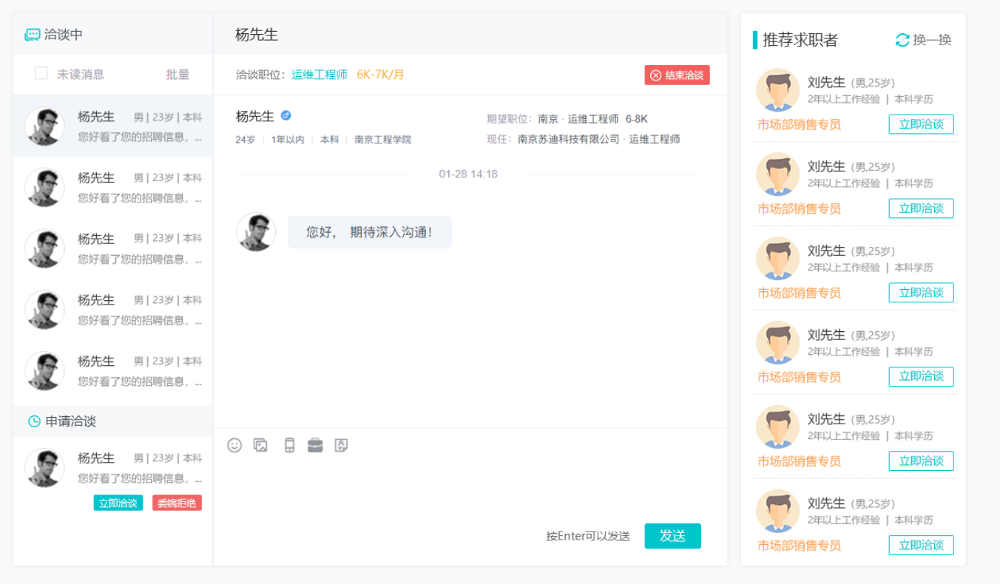 洽谈中
未读消息 批量
杨先生 男 | 23岁 | 本科
您好看了您的招聘信息，...
杨先生 男 | 23岁 | 本科
您好看了您的招聘信息，...
杨先生 男 | 23岁 | 本科
您好看了您的招聘信息，...
杨先生 男 | 23岁 | 本科
您好看了您的招聘信息，...
杨先生 男 | 23岁 | 本科
您好看了您的招聘信息，...
申请洽谈
杨先生 男 | 23岁 | 本科
您好看了您的招聘信息，...
立即洽谈 委婉拒绝
杨先生
洽谈职位：运维工程师 6K-7K/月 结束洽谈
杨先生 期望职位：南京 · 运维工程师 6-8K
24岁 | 1年以内 | 本科 | 南京工程学院 现任：南京苏迪科技有限公司 · 运维工程师
01-28 14:18
您好， 期待深入沟通！
按Enter可以发送 发送
推荐求职者 换一换
刘先生（男,25岁）
2年以上工作经验 | 本科学历
市场部销售专员 立即洽谈
刘先生（男,25岁）
2年以上工作经验 | 本科学历
市场部销售专员 立即洽谈
刘先生（男,25岁）
2年以上工作经验 | 本科学历
市场部销售专员 立即洽谈
刘先生（男,25岁）
2年以上工作经验 | 本科学历
市场部销售专员 立即洽谈
刘先生（男,25岁）
2年以上工作经验 | 本科学历
市场部销售专员 立即洽谈
刘先生（男,25岁）
2年以上工作经验 | 本科学历
市场部销售专员 立即洽谈